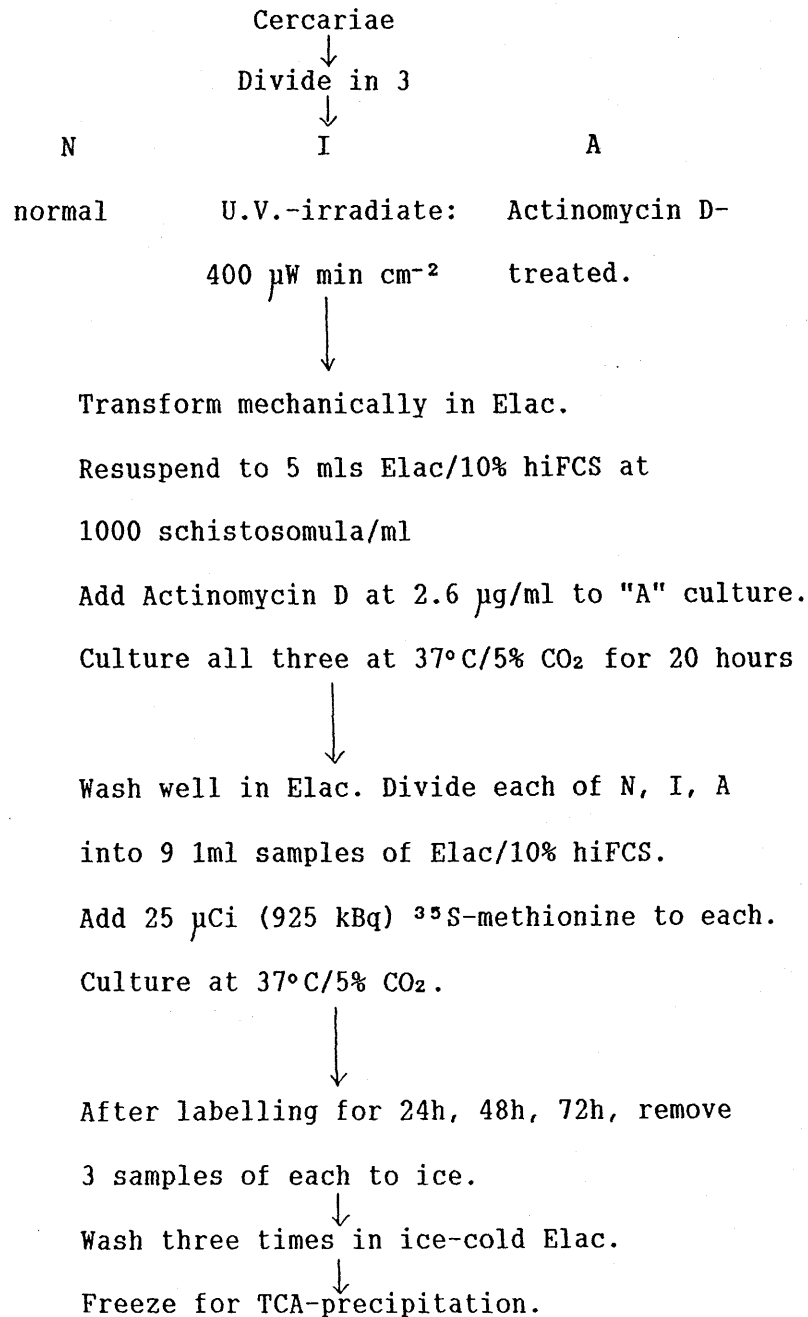 Cercariae
Divide in 3
N I A
normal U.V.-irradiate: Actinomycin D-
400 µW min cm⁻² treated.
Transform mechanically in Elac.
Resuspend to 5 mls Elac/10% hiFCS at
1000 schistosomula/ml
Add Actinomycin D at 2.6 µg/ml to "A" culture.
Culture all three at 37°C/5% CO₂ for 20 hours
Wash well in Elac. Divide each of N, I, A
into 9 1ml samples of Elac/10% hiFCS.
Add 25 µCi (925 kBq) ³⁵S-methionine to each.
Culture at 37°C/5% CO₂.
After labelling for 24h, 48h, 72h, remove
3 samples of each to ice.
Wash three times in ice-cold Elac.
Freeze for TCA-precipitation.